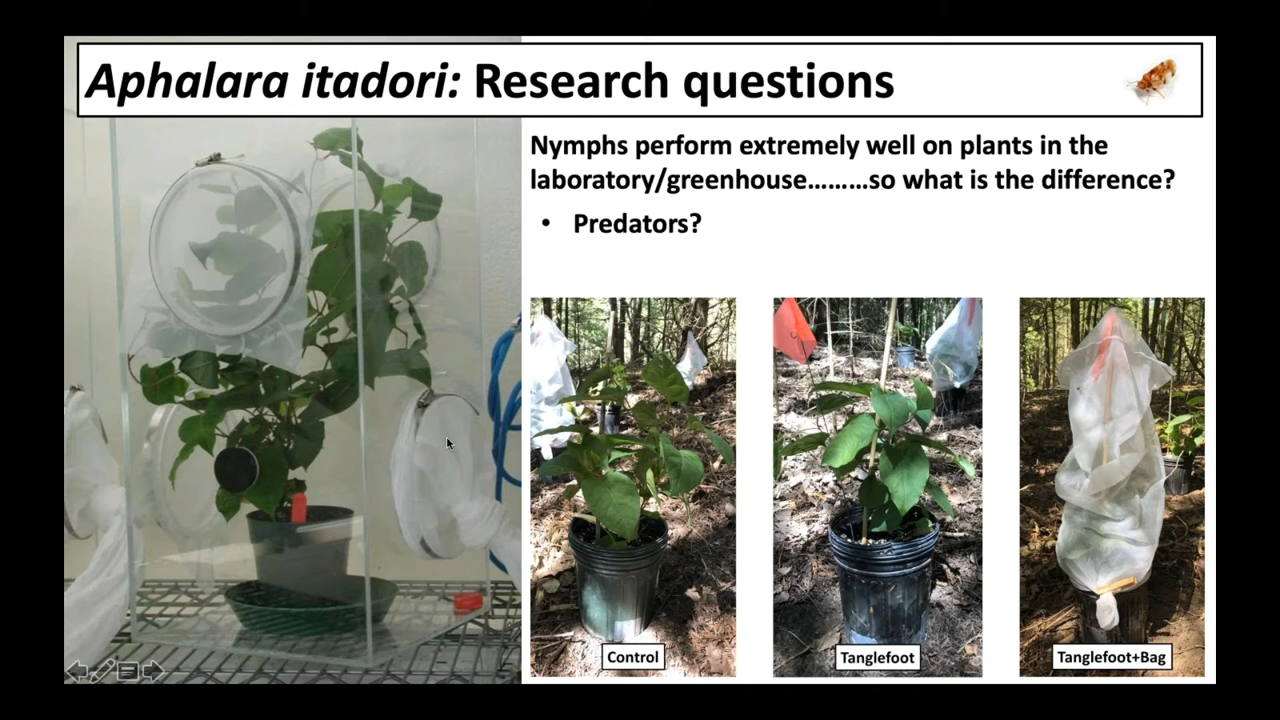 Aphalara itadori: Research questions
Nymphs perform extremely well on plants in the
laboratory/greenhouse.........so what is the difference?
• Predators?
Control
Tanglefoot
Tanglefoot+Bag